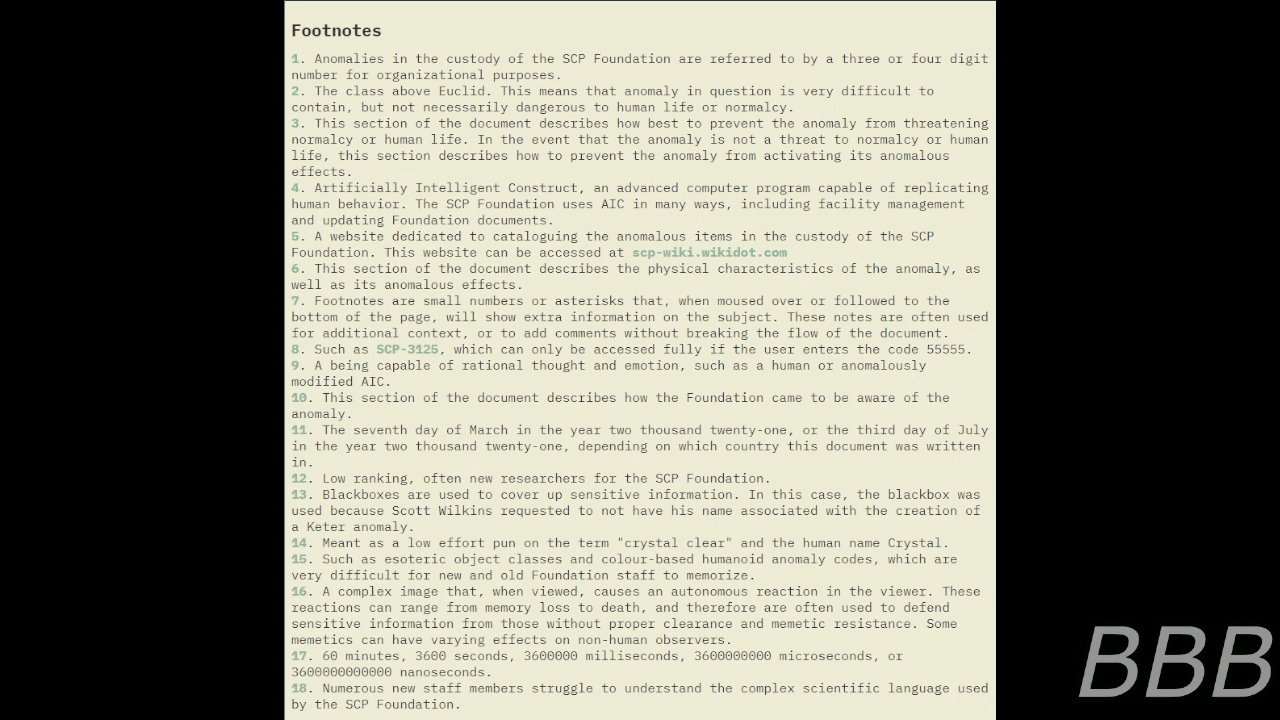 Footnotes
1. Anomalies in the custody of the SCP Foundation are referred to by a three or four digit
number for organizational purposes.
2. The class above Euclid. This means that anomaly in question is very difficult to
contain, but not necessarily dangerous to human life or normalcy.
3. This section of the document describes how best to prevent the anomaly from threatening
normalcy or human life. In the event that the anomaly is not a threat to normalcy or human
life, this section describes how to prevent the anomaly from activating its anomalous
effects.
4. Artificially Intelligent Construct, an advanced computer program capable of replicating
human behavior. The SCP Foundation uses AIC in many ways, including facility management
and updating Foundation documents.
5. A website dedicated to cataloguing the anomalous items in the custody of the SCP
Foundation. This website can be accessed at scp-wiki.wikidot.com
6. This section of the document describes the physical characteristics of the anomaly, as
well as its anomalous effects.
7. Footnotes are small numbers or asterisks that, when moused over or followed to the
bottom of the page, will show extra information on the subject. These notes are often used
for additional context, or to add comments without breaking the flow of the document.
8. Such as SCP-3125, which can only be accessed fully if the user enters the code 55555.
9. A being capable of rational thought and emotion, such as a human or anomalously
modified AIC.
10. This section of the document describes how the Foundation came to be aware of the
anomaly.
11. The seventh day of March in the year two thousand twenty-one, or the third day of July
in the year two thousand twenty-one, depending on which country this document was written
in.
12. Low ranking, often new researchers for the SCP Foundation.
13. Blackboxes are used to cover up sensitive information. In this case, the blackbox was
used because Scott Wilkins requested to not have his name associated with the creation of
a Keter anomaly.
14. Meant as a low effort pun on the term "crystal clear" and the human name Crystal.
15. Such as esoteric object classes and colour-based humanoid anomaly codes, which are
very difficult for new and old Foundation staff to memorize.
16. A complex image that, when viewed, causes an autonomous reaction in the viewer. These
reactions can range from memory loss to death, and therefore are often used to defend
sensitive information from those without proper clearance and memetic resistance. Some
memetics can have varying effects on non-human observers.
17. 60 minutes, 3600 seconds, 3600000 milliseconds, 3600000000 microseconds, or
3600000000000 nanoseconds.
18. Numerous new staff members struggle to understand the complex scientific language used
by the SCP Foundation.
BBB